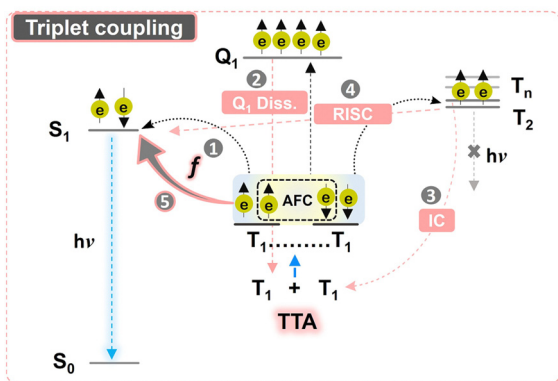 Triplet coupling
e e e e
Q₁
② ④
Q₁ Diss. RISC
e e
S₁
e e
Tₙ
T₂
hν
① f
⑤
③
IC
e e AFC e e
T₁.........T₁
hν
T₁ + T₁
TTA
S₀